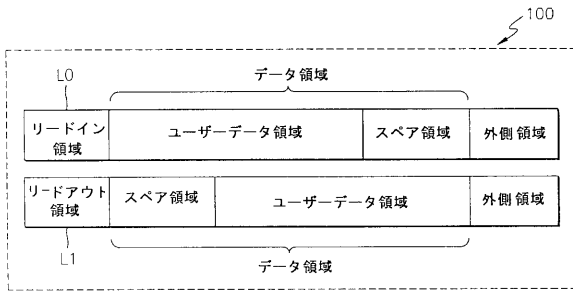 100
L0
データ領域
リードイン
領域
ユーザーデータ領域
スペア領域
外側領域
リードアウト
領域
スペア領域
ユーザーデータ領域
外側領域
L1
データ領域